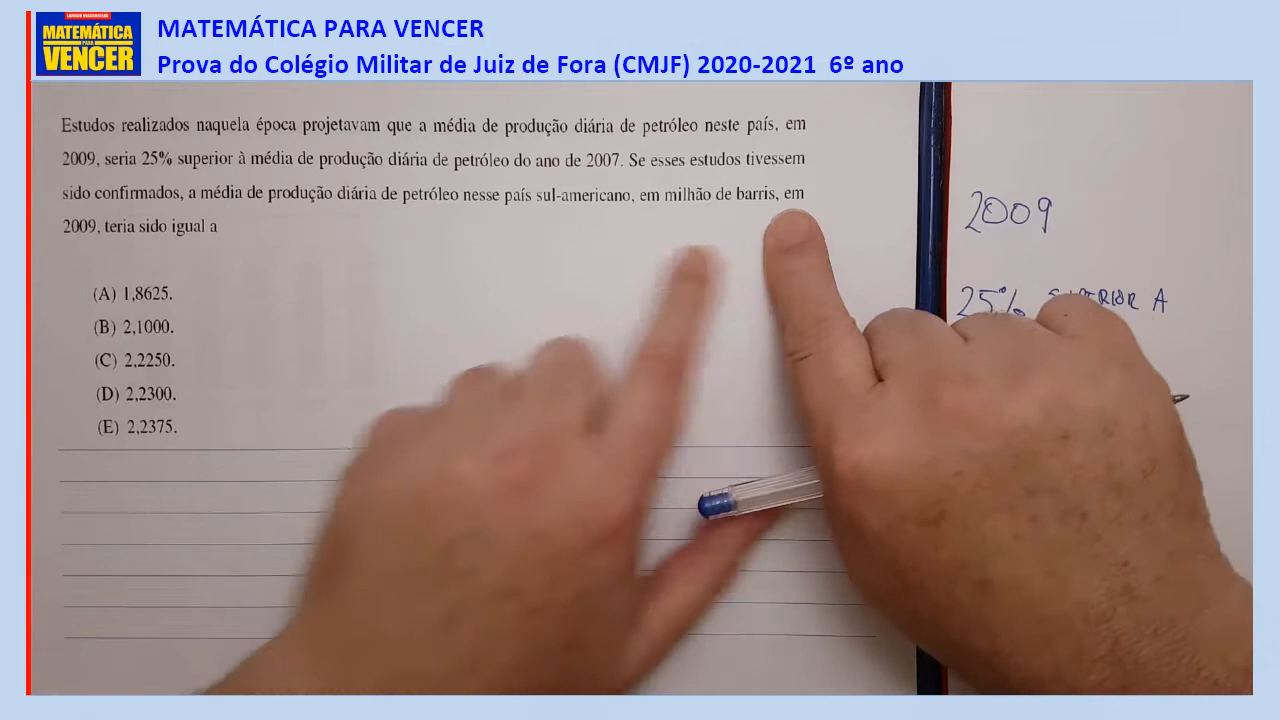 LAÉRCIO VASCONCELOS
MATEMÁTICA
PARA
VENCER
MATEMÁTICA PARA VENCER
Prova do Colégio Militar de Juiz de Fora (CMJF) 2020-2021 6º ano
Estudos realizados naquela época projetavam que a média de produção diária de petróleo neste país, em
2009, seria 25% superior à média de produção diária de petróleo do ano de 2007. Se esses estudos tivessem
sido confirmados, a média de produção diária de petróleo nesse país sul-americano, em milhão de barris, em
2009, teria sido igual a
(A) 1,8625.
(B) 2,1000.
(C) 2,2250.
(D) 2,2300.
(E) 2,2375.
2009
25% SUPERIOR A